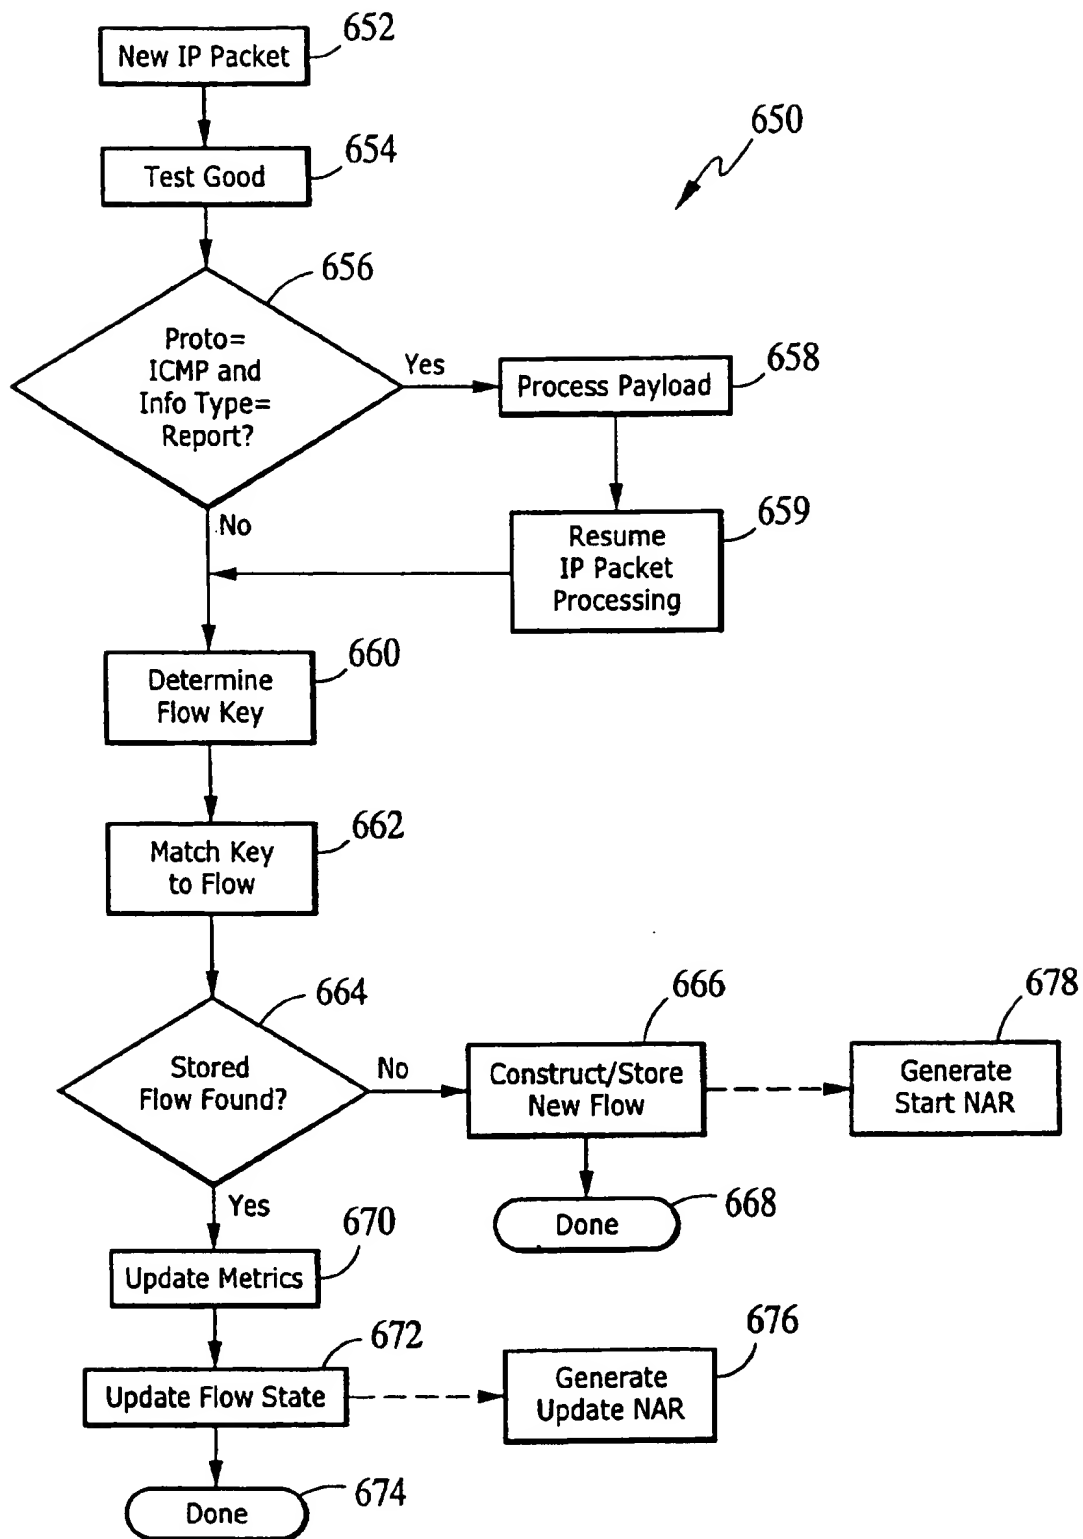 652
New IP Packet
650
654
Test Good
656
Proto=
ICMP and
Info Type=
Report?
Yes
658
Process Payload
No
659
Resume
IP Packet
Processing
660
Determine
Flow Key
662
Match Key
to Flow
664
Stored
Flow Found?
No
666
Construct/Store
New Flow
678
Generate
Start NAR
Yes
668
Done
670
Update Metrics
672
Update Flow State
676
Generate
Update NAR
674
Done